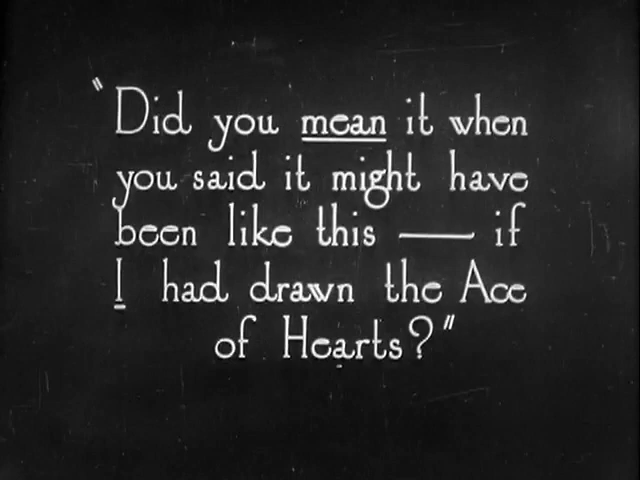 "Did you mean it when
you said it might have
been like this — if
I had drawn the Ace
of Hearts?"